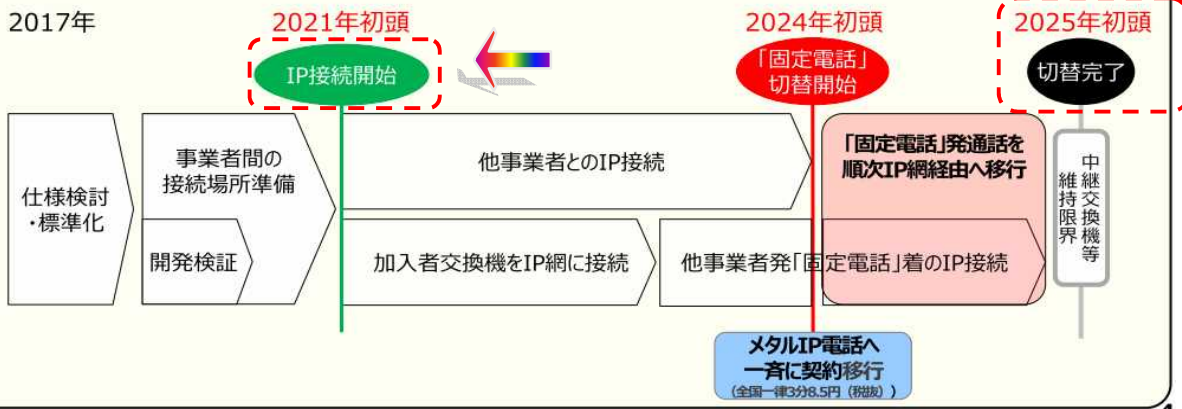 2017年
2021年初頭
2024年初頭
2025年初頭
IP接続開始
「固定電話」
切替開始
切替完了
仕様検討
・標準化
事業者間の
接続場所準備
開発検証
他事業者とのIP接続
加入者交換機をIP網に接続
他事業者発「固定電話」着のIP接続
「固定電話」発通話を
順次IP網経由へ移行
中継交換機等
維持限界
メタルIP電話へ
一斉に契約移行
(全国一律3分8.5円（税抜）)